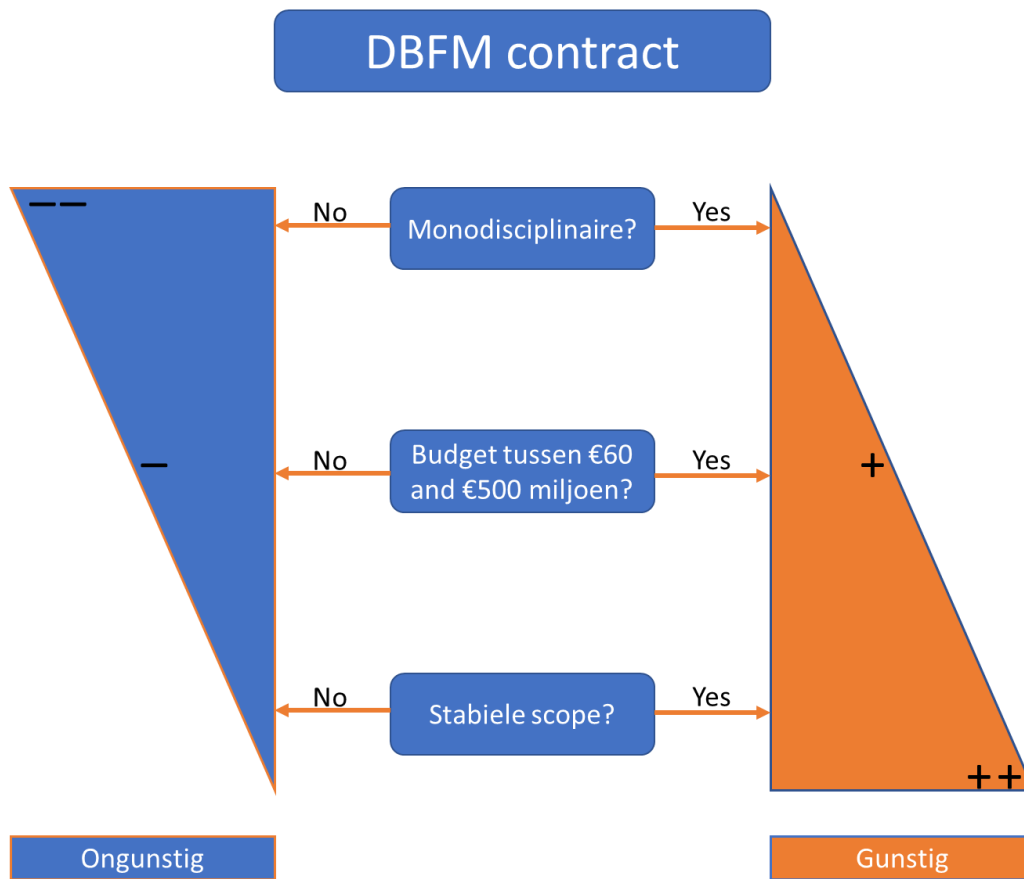 DBFM contract
— —
No
Monodisciplinaire?
Yes
—
No
Budget tussen €60
and €500 miljoen?
Yes
+
No
Stabiele scope?
Yes
++
Ongunstig
Gunstig